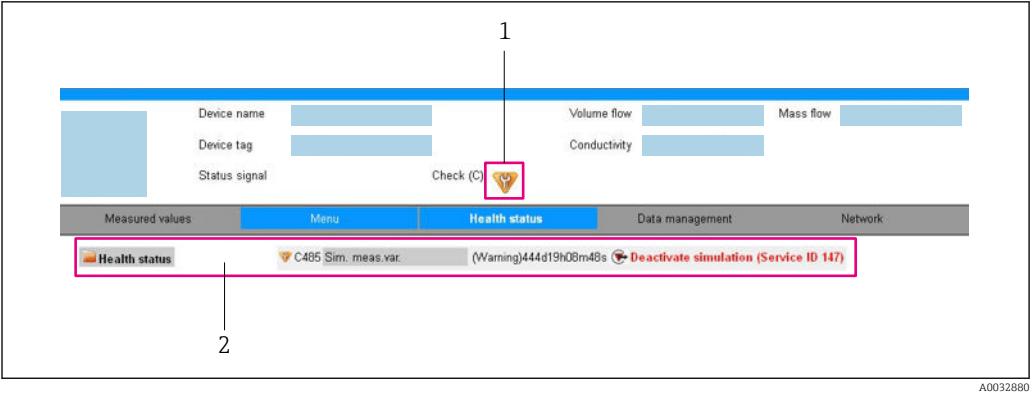 1
Device name Volume flow Mass flow
Device tag Conductivity
Status signal Check (C)
Measured values Menu Health status Data management Network
Health status C485 Sim. meas.var. (Warning)444d19h08m48s Deactivate simulation (Service ID 147)
2
A0032880